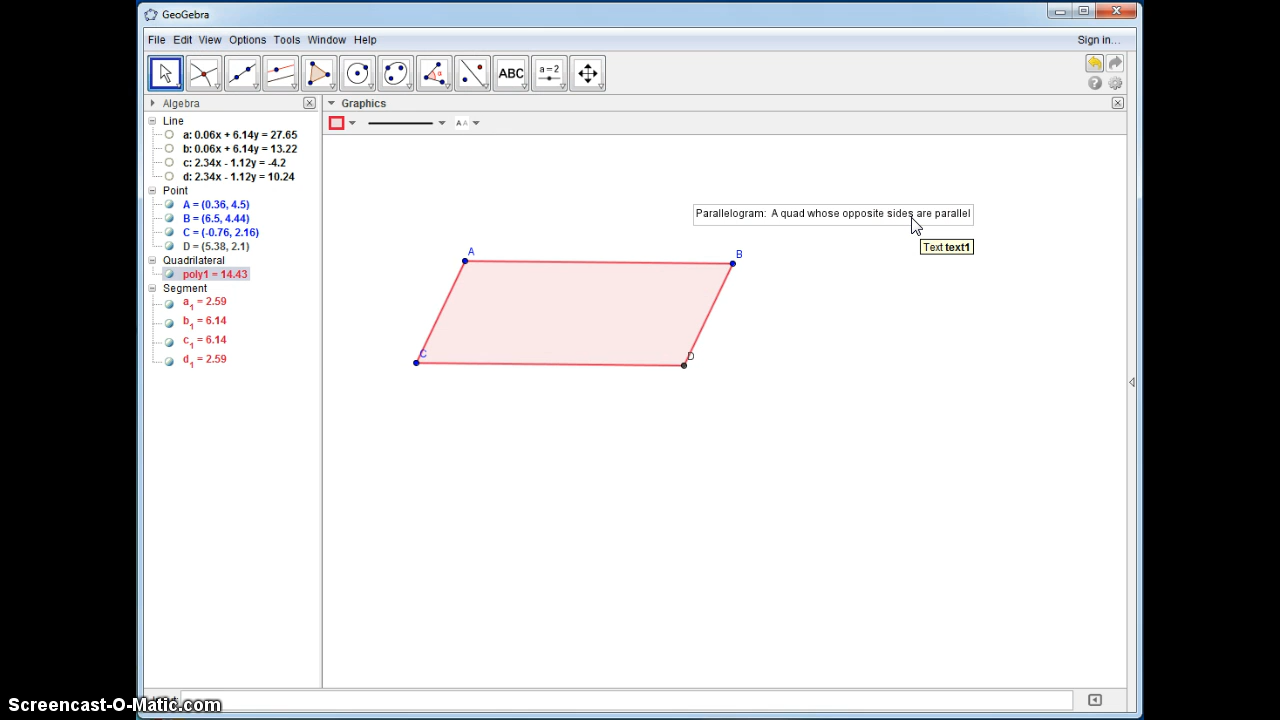 GeoGebra
File Edit View Options Tools Window Help Sign in...
ABC a = 2
Algebra
Graphics
A A
Line
a: 0.06x + 6.14y = 27.65
b: 0.06x + 6.14y = 13.22
c: 2.34x - 1.12y = -4.2
d: 2.34x - 1.12y = 10.24
Point
A = (0.36, 4.5)
B = (6.5, 4.44)
C = (-0.76, 2.16)
D = (5.38, 2.1)
Quadrilateral
poly1 = 14.43
Segment
a1 = 2.59
b1 = 6.14
c1 = 6.14
d1 = 2.59
Parallelogram: A quad whose opposite sides are parallel
Text text1
A
B
C
D
Screencast-O-Matic.com